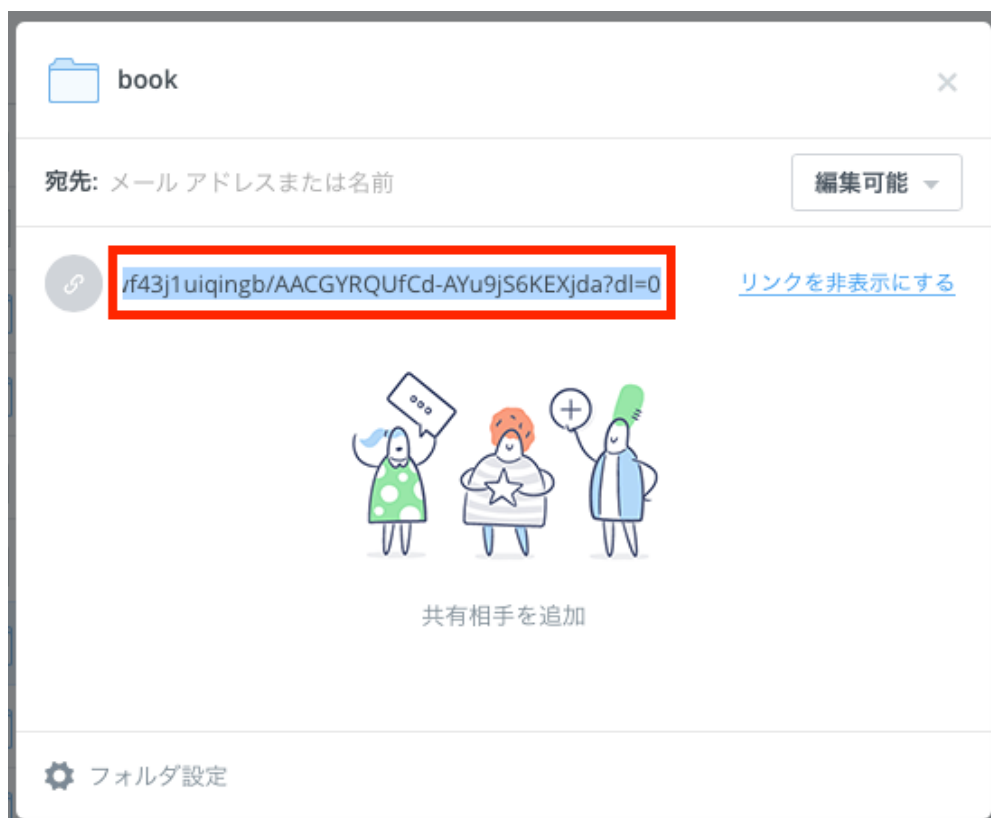 book
宛先: メール アドレスまたは名前
編集可能
vf43j1uiqingb/AACGYRQUfCd-AYu9jS6KEXjda?dl=0
リンクを非表示にする
共有相手を追加
フォルダ設定